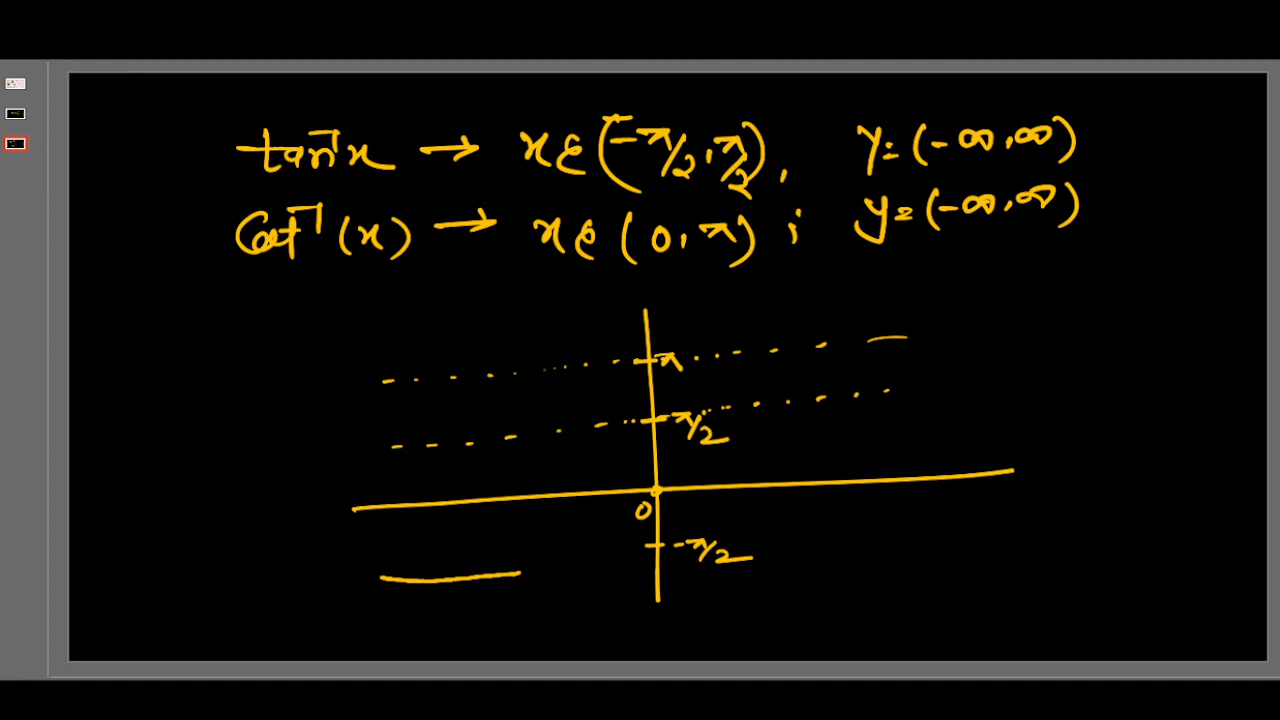 tan⁻¹x → x∈(-π/2, π/2), y=(-∞,∞)
Cot⁻¹(x) → x∈(0,π); y=(-∞,∞)
π
π/2
0
-π/2